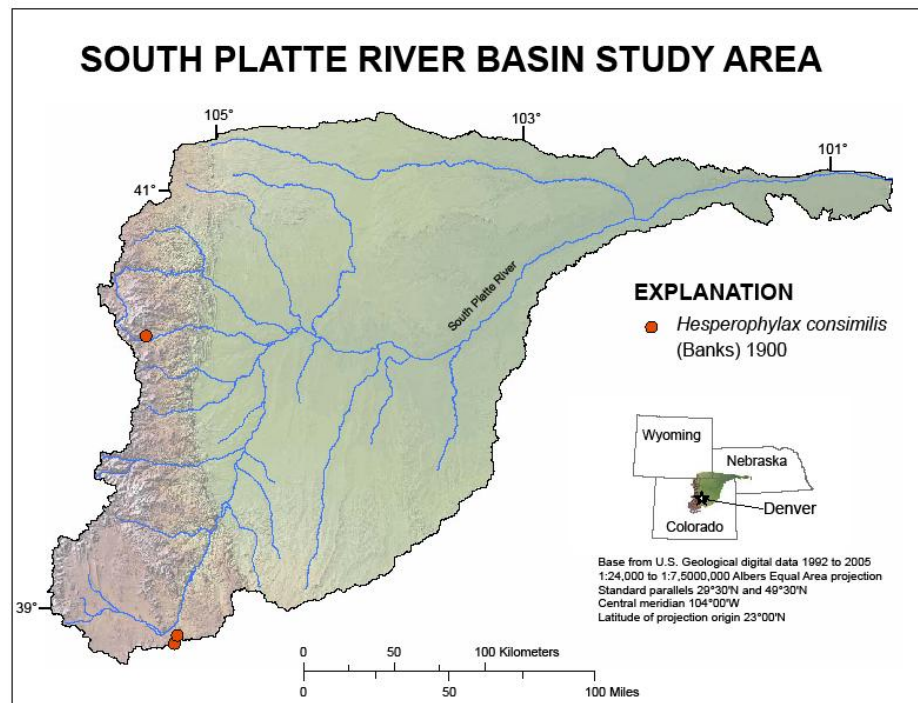 SOUTH PLATTE RIVER BASIN STUDY AREA
105°
103°
101°
41°
South Platte River
EXPLANATION
Hesperophylax consimilis
(Banks) 1900
Wyoming
Nebraska
Denver
Colorado
39°
Base from U.S. Geological digital data 1992 to 2005
1:24,000 to 1:7,5000,000 Albers Equal Area projection
Standard parallels 29°30'N and 49°30'N
Central meridian 104°00'W
Latitude of projection origin 23°00'N
0 50 100 Kilometers
0 50 100 Miles